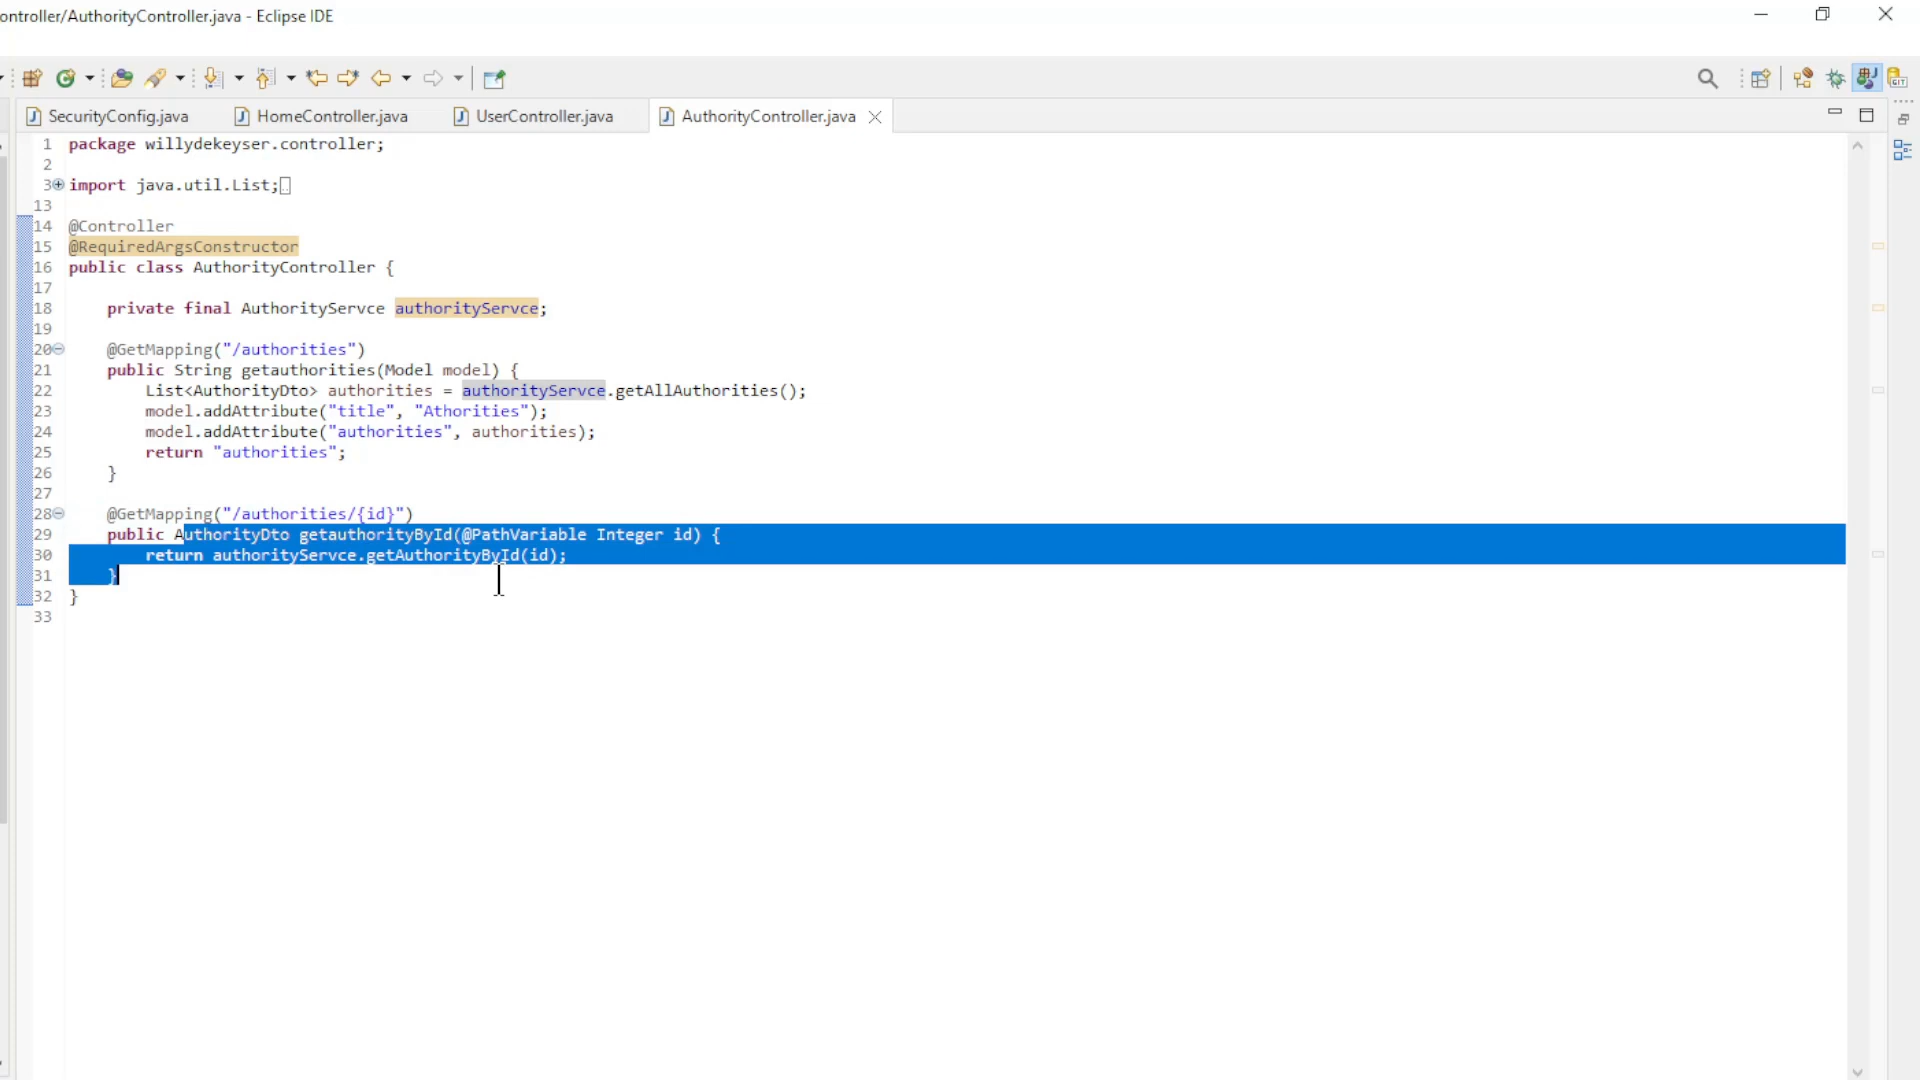 ontroller/AuthorityController.java - Eclipse IDE
SecurityConfig.java HomeController.java UserController.java AuthorityController.java
1 package willydekeyser.controller;
2
3 import java.util.List;
13
14 @Controller
15 @RequiredArgsConstructor
16 public class AuthorityController {
17
18 private final AuthorityServce authorityServce;
19
20 @GetMapping("/authorities")
21 public String getauthorities(Model model) {
22 List<AuthorityDto> authorities = authorityServce.getAllAuthorities();
23 model.addAttribute("title", "Athorities");
24 model.addAttribute("authorities", authorities);
25 return "authorities";
26 }
27
28 @GetMapping("/authorities/{id}")
29 public AuthorityDto getauthorityById(@PathVariable Integer id) {
30 return authorityServce.getAuthorityById(id);
31 }
32 }
33